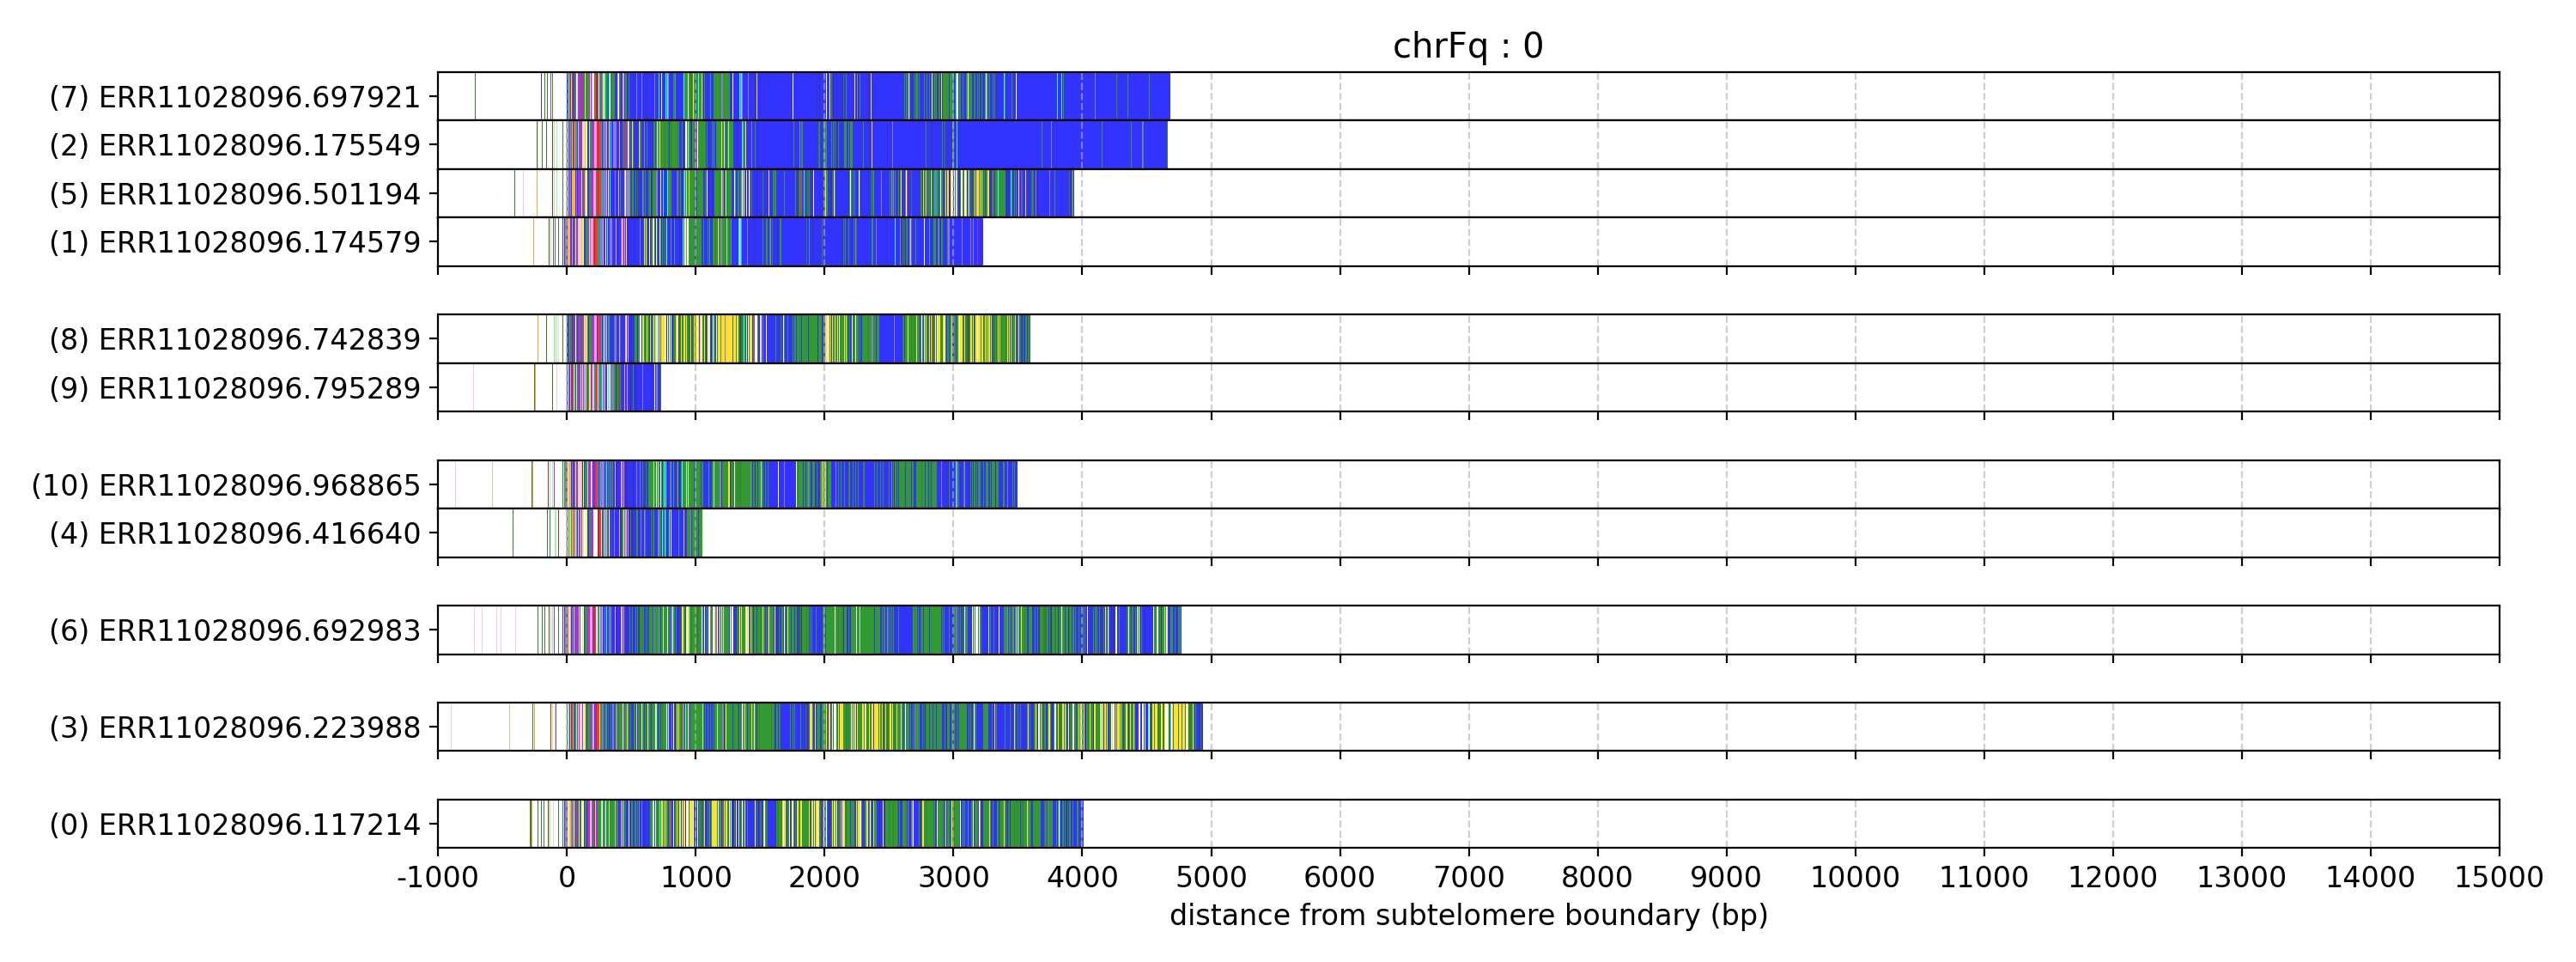 chrFq : 0
(7) ERR11028096.697921
(2) ERR11028096.175549
(5) ERR11028096.501194
(1) ERR11028096.174579
(8) ERR11028096.742839
(9) ERR11028096.795289
(10) ERR11028096.968865
(4) ERR11028096.416640
(6) ERR11028096.692983
(3) ERR11028096.223988
(0) ERR11028096.117214
-1000 0 1000 2000 3000 4000 5000 6000 7000 8000 9000 10000 11000 12000 13000 14000 15000
distance from subtelomere boundary (bp)